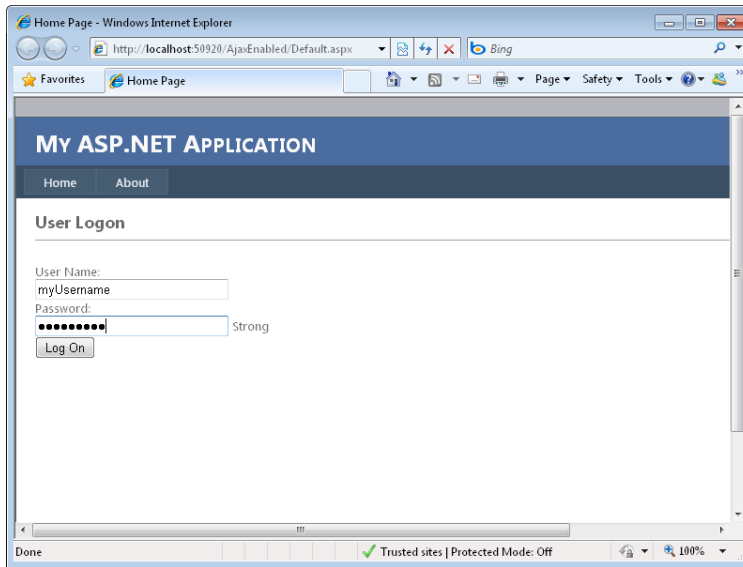 Home Page - Windows Internet Explorer
http://localhost:50920/AjaxEnabled/Default.aspx
Bing
Favorites
Home Page
Page
Safety
Tools
MY ASP.NET APPLICATION
Home
About
User Logon
User Name:
myUsername
Password:
●●●●●●●●●
Strong
Log On
Done
Trusted sites | Protected Mode: Off
100%